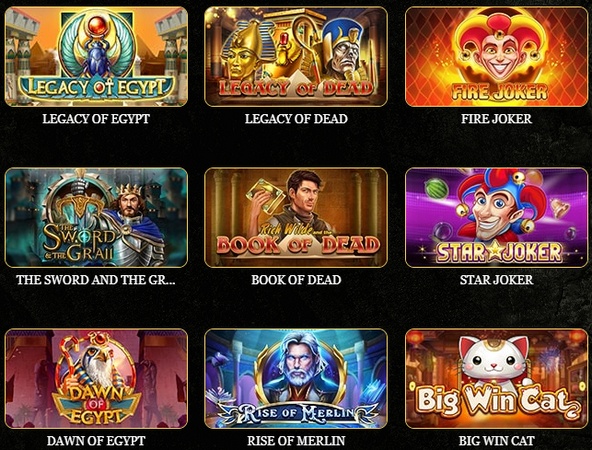 LEGACY OF EGYPT
LEGACY OF DEAD
FIRE JOKER
LEGACY OF EGYPT
LEGACY OF DEAD
FIRE JOKER
THE
SWORD
& THE GRAIL
Rich Wilde and the
BOOK OF DEAD
STAR JOKER
THE SWORD AND THE GR...
BOOK OF DEAD
STAR JOKER
DAWN
OF
EGYPT
RISE OF MERLIN
Big Win Cat
DAWN OF EGYPT
RISE OF MERLIN
BIG WIN CAT